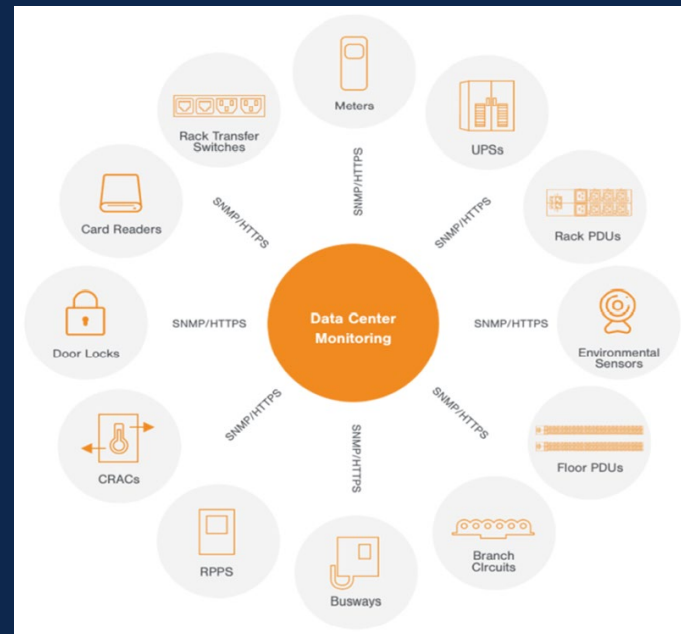 Meters
UPSs
Rack PDUs
Environmental
Sensors
Floor PDUs
Branch
CIrcuits
Busways
RPPS
CRACs
Door Locks
Card Readers
Rack Transfer
Switches
SNMP/HTTPS
SNMP/HTTPS
SNMP/HTTPS
SNMP/HTTPS
SNMP/HTTPS
SNMP/HTTPS
SNMP/HTTPS
SNMP/HTTPS
Data Center
Monitoring